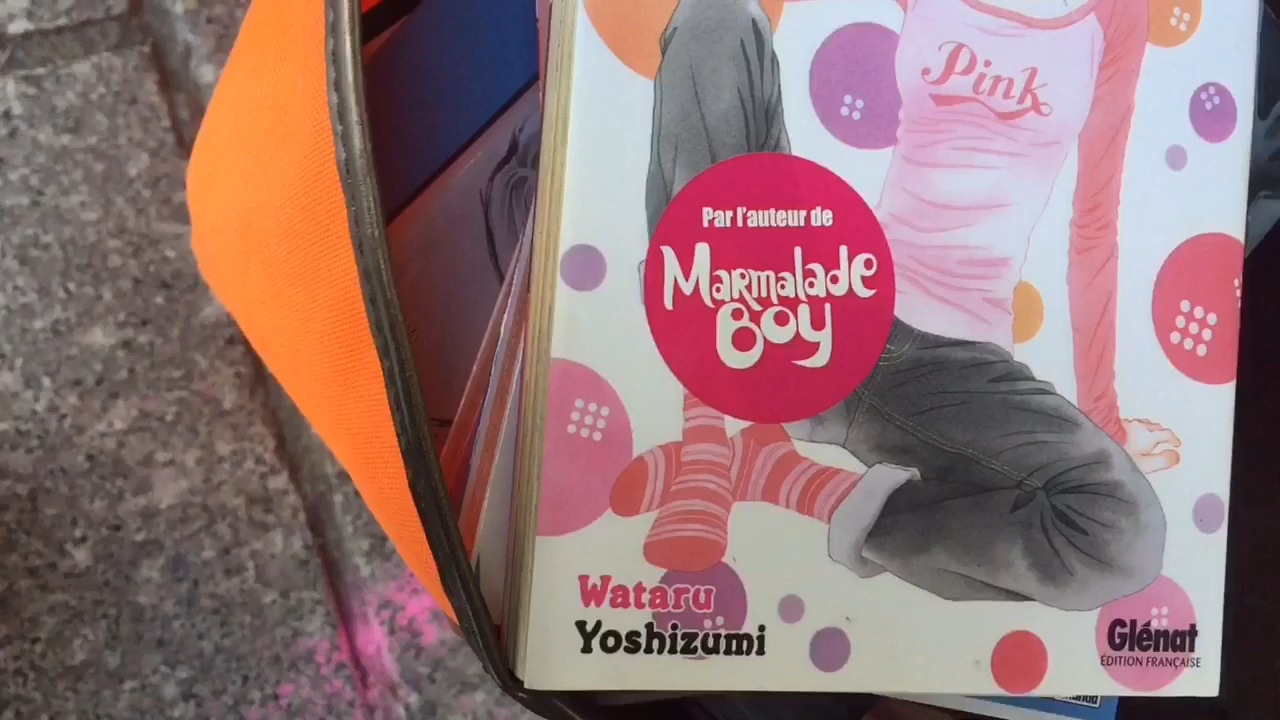 Pink
Par l'auteur de
Marmalade
Boy
Wataru
Yoshizumi
Glénat
ÉDITION FRANÇAISE